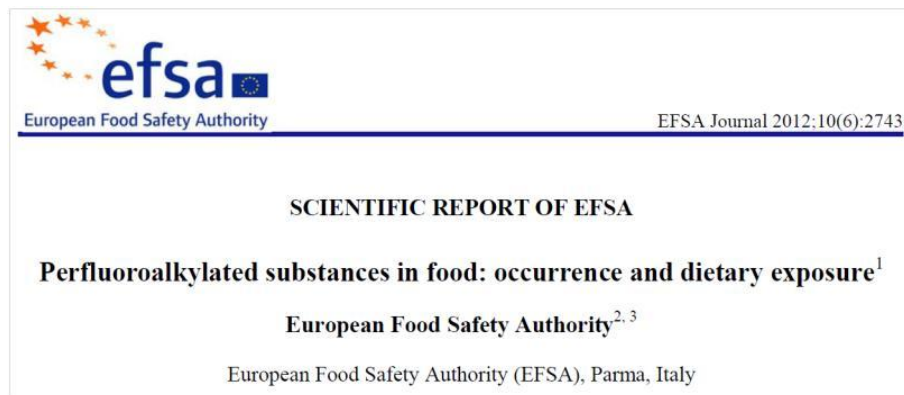 efsa
European Food Safety Authority
EFSA Journal 2012;10(6):2743
SCIENTIFIC REPORT OF EFSA
Perfluoroalkylated substances in food: occurrence and dietary exposure1
European Food Safety Authority2, 3
European Food Safety Authority (EFSA), Parma, Italy